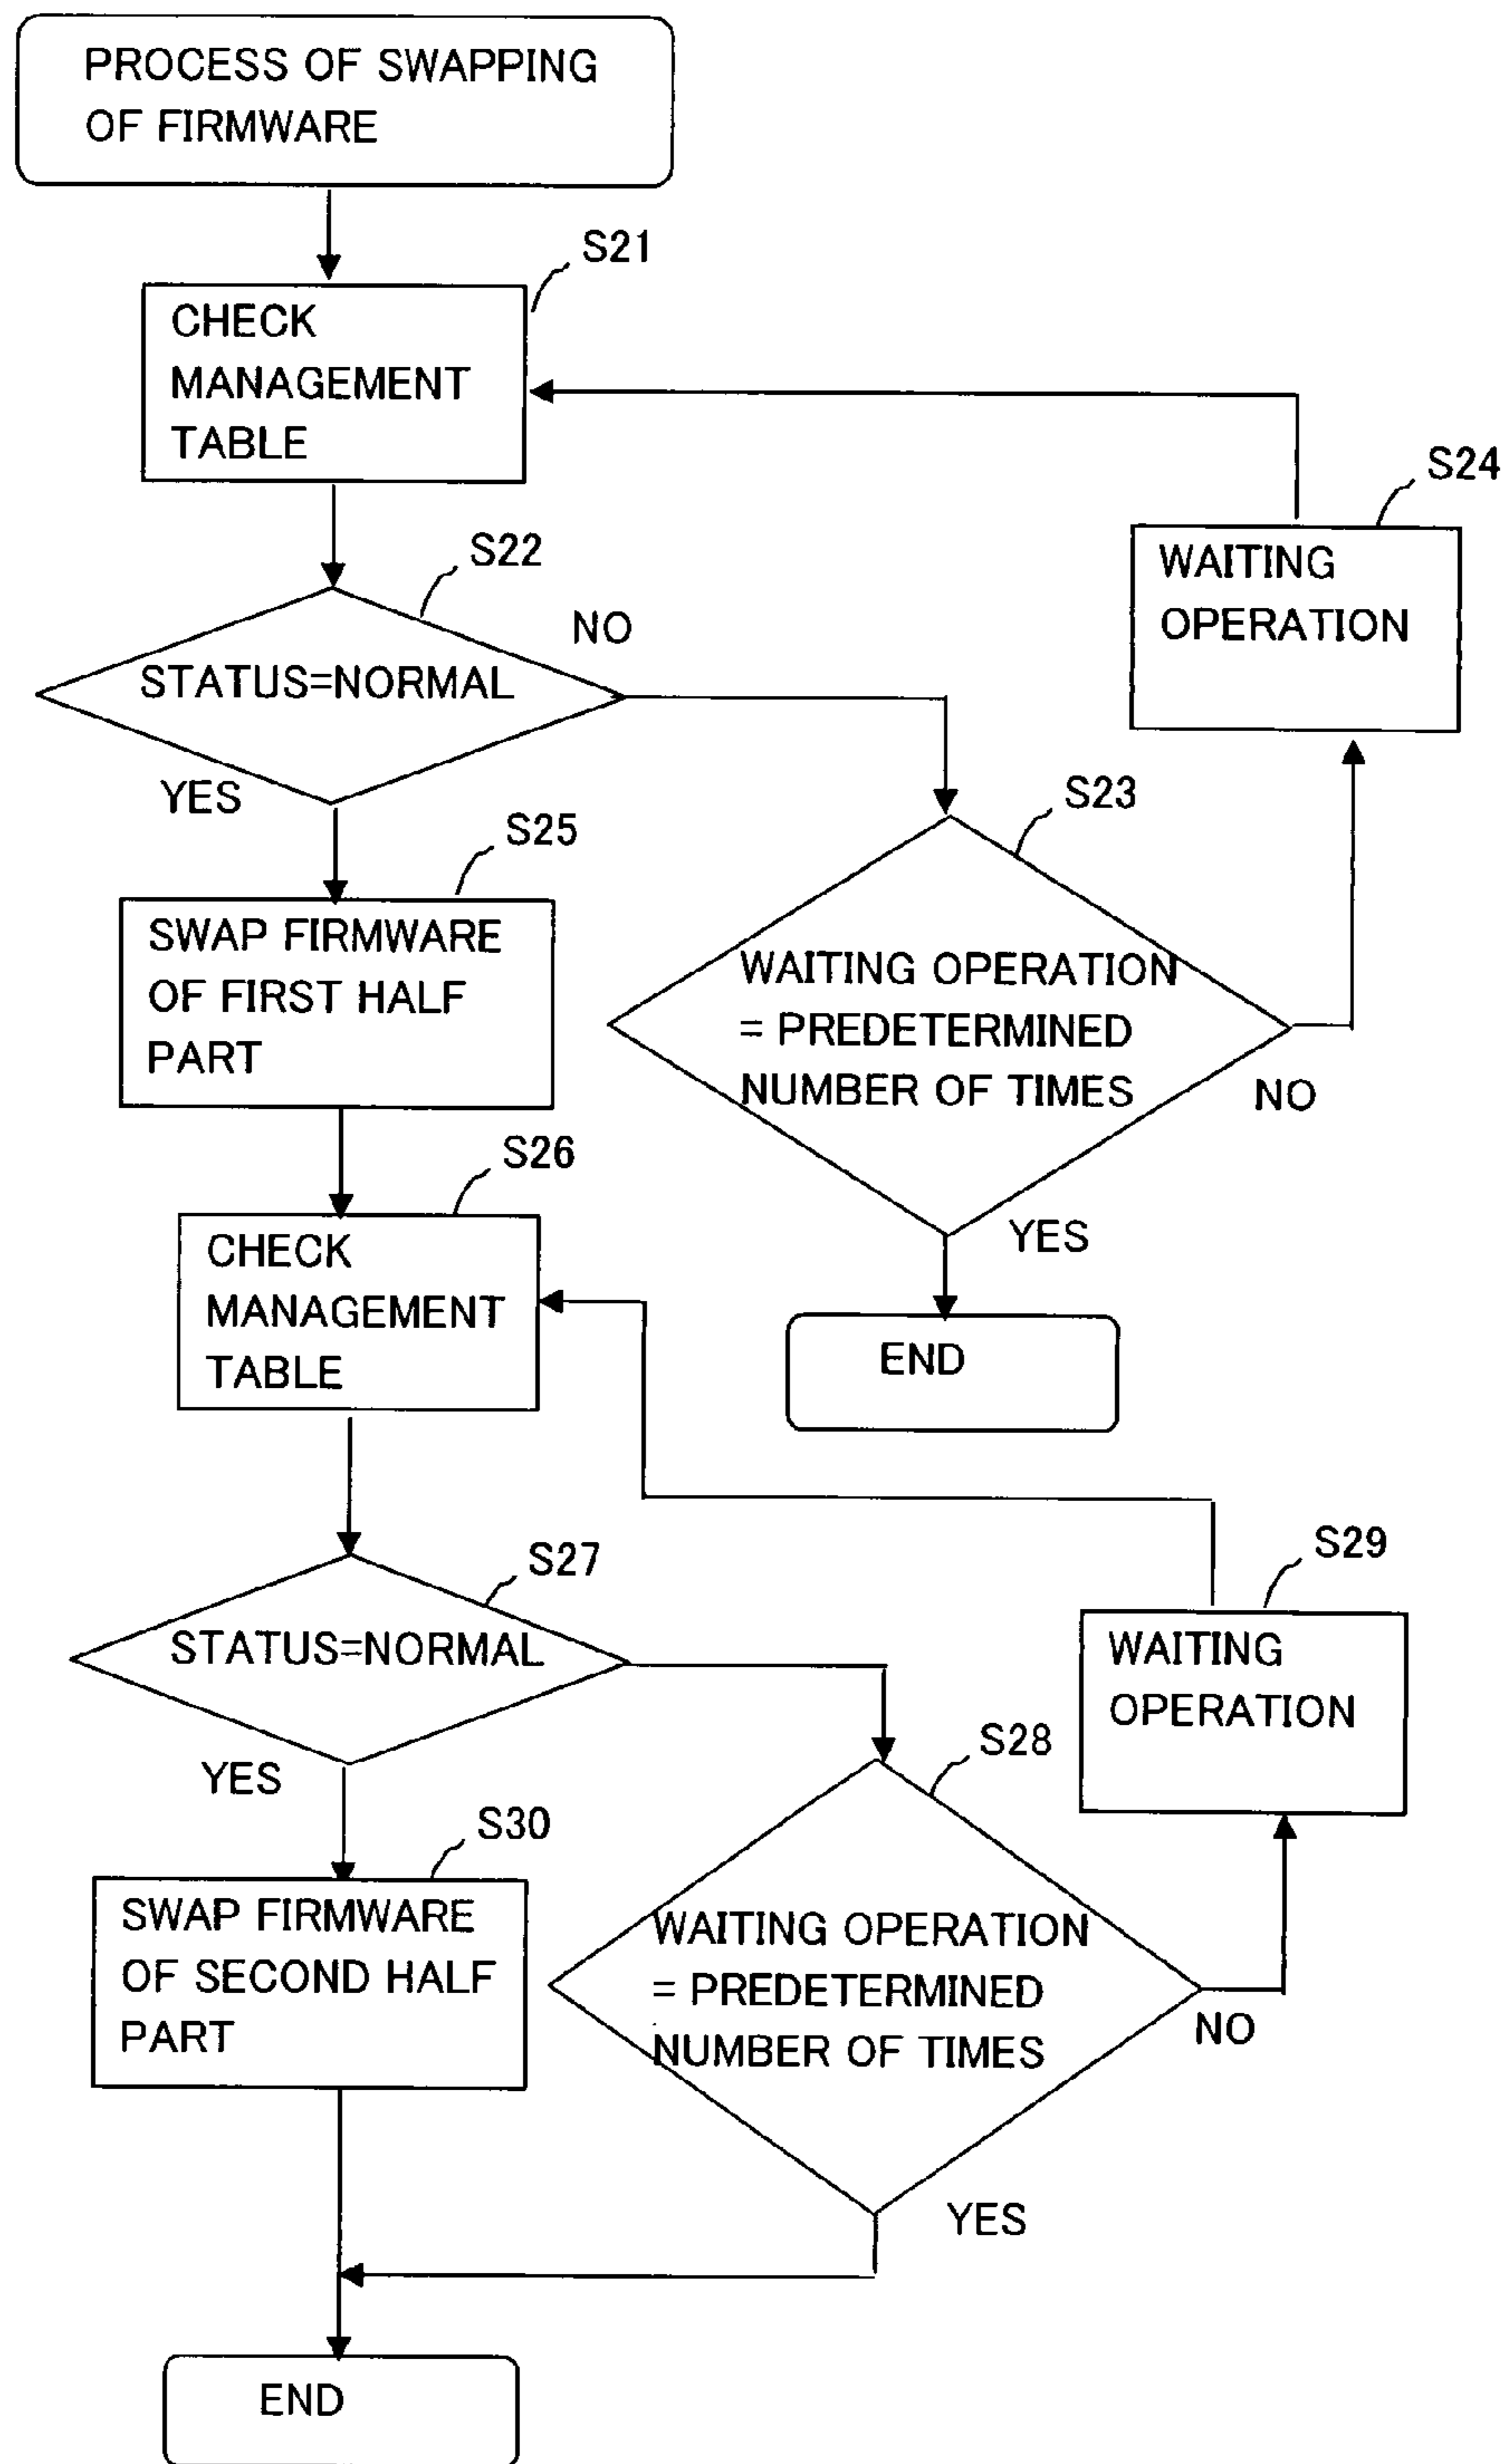 PROCESS OF SWAPPING
OF FIRMWARE
S21
CHECK
MANAGEMENT
TABLE
S24
WAITING
OPERATION
S22
NO
STATUS=NORMAL
YES
S23
WAITING OPERATION
= PREDETERMINED
NUMBER OF TIMES
NO
YES
END
S25
SWAP FIRMWARE
OF FIRST HALF
PART
S26
CHECK
MANAGEMENT
TABLE
S27
STATUS=NORMAL
YES
S29
WAITING
OPERATION
S28
WAITING OPERATION
= PREDETERMINED
NUMBER OF TIMES
NO
YES
S30
SWAP FIRMWARE
OF SECOND HALF
PART
END